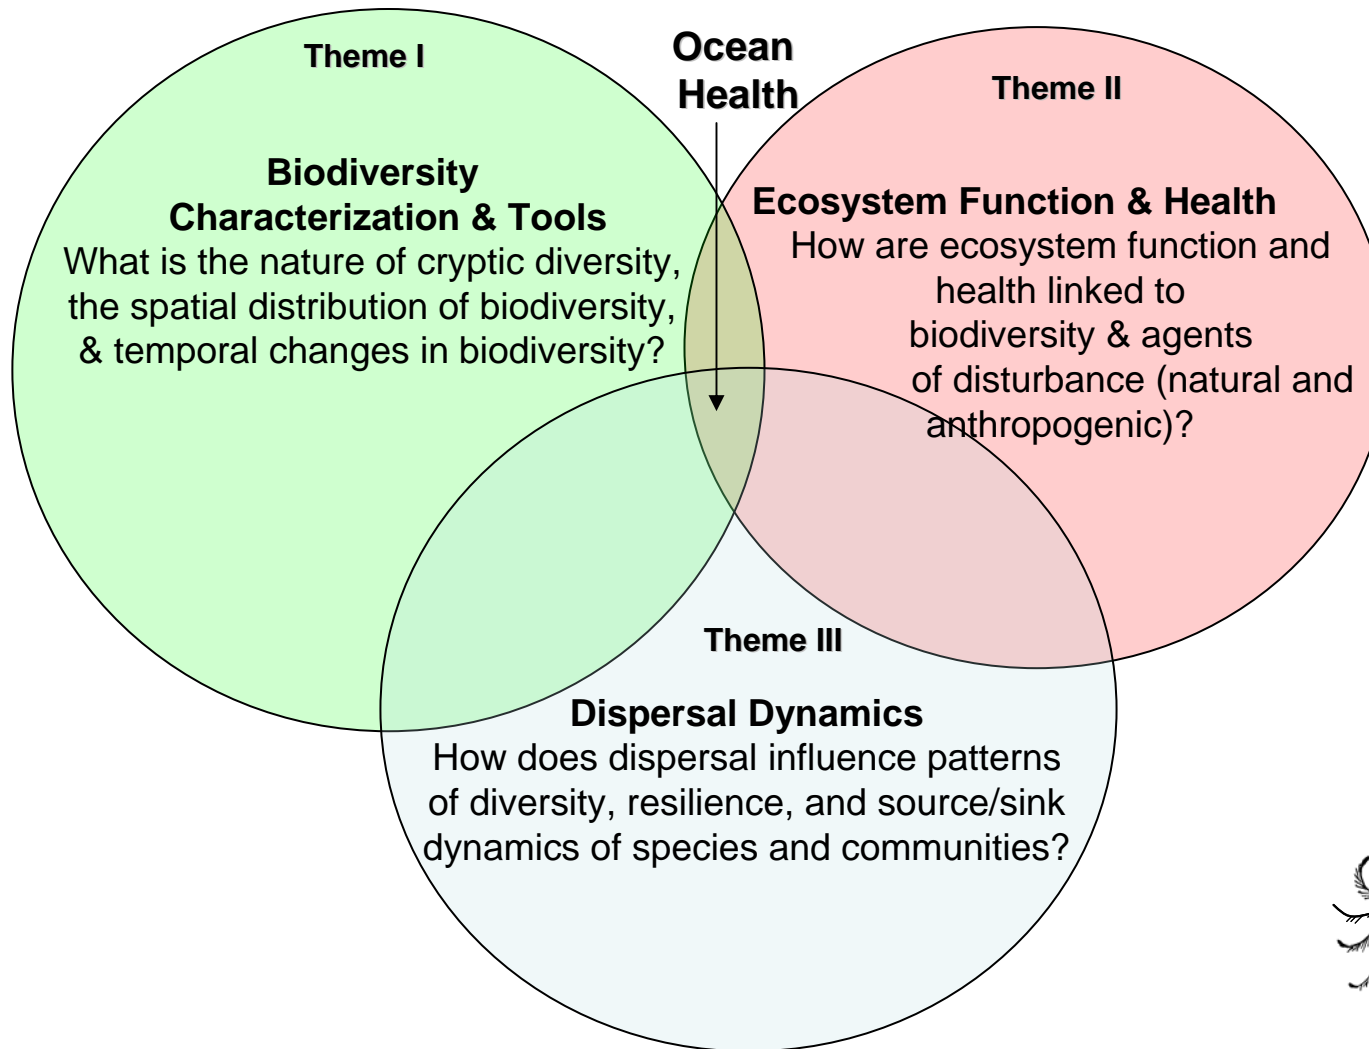 Theme I
Biodiversity
Characterization & Tools
What is the nature of cryptic diversity,
the spatial distribution of biodiversity,
& temporal changes in biodiversity?
Ocean
Health
Theme II
Ecosystem Function & Health
How are ecosystem function and
health linked to
biodiversity & agents
of disturbance (natural and
anthropogenic)?
Theme III
Dispersal Dynamics
How does dispersal influence patterns
of diversity, resilience, and source/sink
dynamics of species and communities?